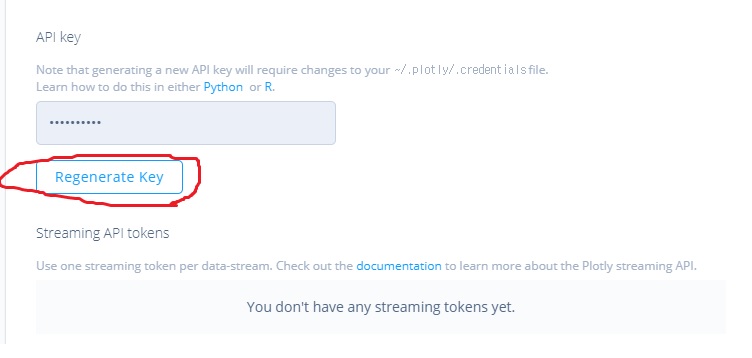 API key
Note that generating a new API key will require changes to your ~/.plotly/.credentials file.
Learn how to do this in either Python or R.
••••••••••
Regenerate Key
Streaming API tokens
Use one streaming token per data-stream. Check out the documentation to learn more about the Plotly streaming API.
You don't have any streaming tokens yet.